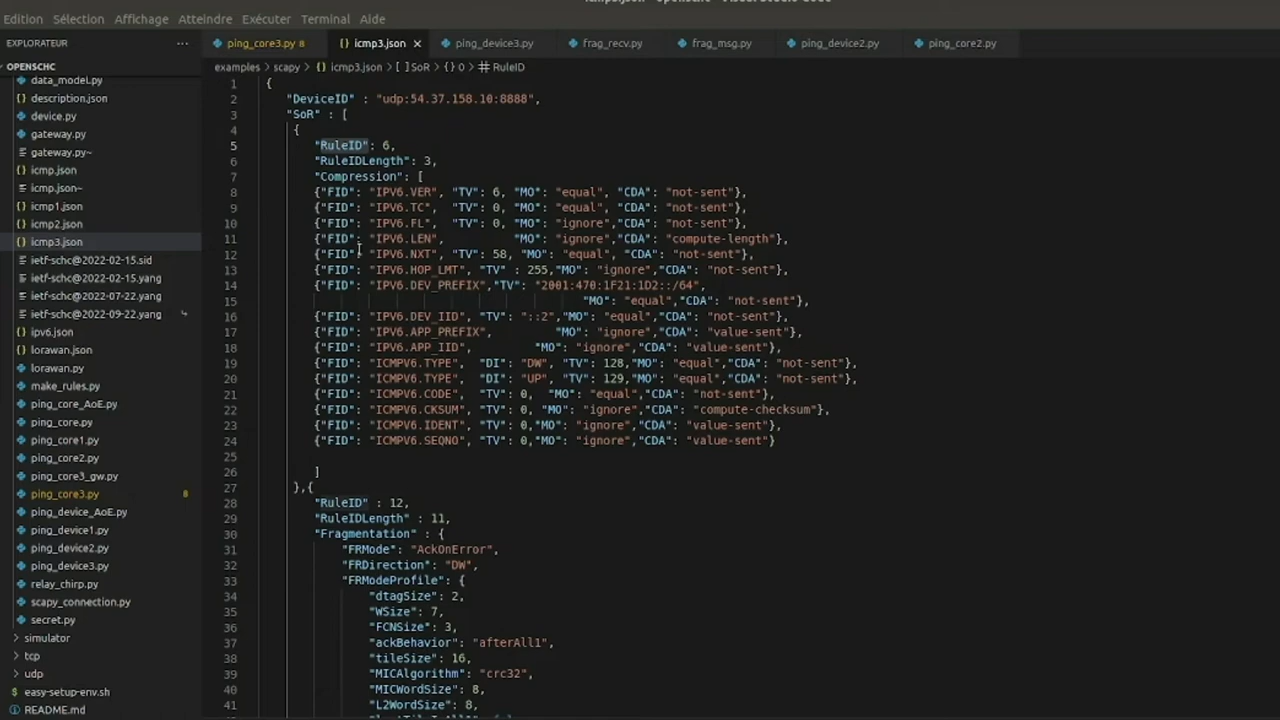 Edition Sélection Affichage Atteindre Exécuter Terminal Aide
EXPLORATEUR ···
ping_core3.py 8 icmp3.json × ping_device3.py frag_recv.py frag_msg.py ping_device2.py ping_core2.py
examples > scapy > {} icmp3.json > [ ] SoR > {} 0 > RuleID
OPENSCHC
data_model.py
description.json
device.py
gateway.py
gateway.py~
icmp.json
icmp.json~
icmp1.json
icmp2.json
icmp3.json
ietf-schc@2022-02-15.sid
ietf-schc@2022-02-15.yang
ietf-schc@2022-07-22.yang
ietf-schc@2022-09-22.yang
ipv6.json
lorawan.json
lorawan.py
make_rules.py
ping_core_AoE.py
ping_core.py
ping_core1.py
ping_core2.py
ping_core3_gw.py
ping_core3.py 8
ping_device_AoE.py
ping_device1.py
ping_device2.py
ping_device3.py
relay_chirp.py
scapy_connection.py
secret.py
simulator
tcp
udp
easy-setup-env.sh
README.md
1 {
2 "DeviceID" : "udp:54.37.158.10:8888",
3 "SoR" : [
4 {
5 "RuleID": 6,
6 "RuleIDLength": 3,
7 "Compression": [
8 {"FID": "IPV6.VER", "TV": 6, "MO": "equal", "CDA": "not-sent"},
9 {"FID": "IPV6.TC", "TV": 0, "MO": "equal", "CDA": "not-sent"},
10 {"FID": "IPV6.FL", "TV": 0, "MO": "ignore","CDA": "not-sent"},
11 {"FID": "IPV6.LEN", "MO": "ignore","CDA": "compute-length"},
12 {"FID": "IPV6.NXT", "TV": 58, "MO": "equal", "CDA": "not-sent"},
13 {"FID": "IPV6.HOP_LMT", "TV" : 255,"MO": "ignore","CDA": "not-sent"},
14 {"FID": "IPV6.DEV_PREFIX","TV": "2001:470:1F21:1D2::/64",
15 "MO": "equal","CDA": "not-sent"},
16 {"FID": "IPV6.DEV_IID", "TV": "::2","MO": "equal","CDA": "not-sent"},
17 {"FID": "IPV6.APP_PREFIX", "MO": "ignore","CDA": "value-sent"},
18 {"FID": "IPV6.APP_IID", "MO": "ignore","CDA": "value-sent"},
19 {"FID": "ICMPV6.TYPE", "DI": "DW", "TV": 128,"MO": "equal","CDA": "not-sent"},
20 {"FID": "ICMPV6.TYPE", "DI": "UP", "TV": 129,"MO": "equal","CDA": "not-sent"},
21 {"FID": "ICMPV6.CODE", "TV": 0, "MO": "equal","CDA": "not-sent"},
22 {"FID": "ICMPV6.CKSUM", "TV": 0, "MO": "ignore","CDA": "compute-checksum"},
23 {"FID": "ICMPV6.IDENT", "TV": 0,"MO": "ignore","CDA": "value-sent"},
24 {"FID": "ICMPV6.SEQNO", "TV": 0,"MO": "ignore","CDA": "value-sent"}
25
26 ]
27 },{
28 "RuleID" : 12,
29 "RuleIDLength" : 11,
30 "Fragmentation" : {
31 "FRMode": "AckOnError",
32 "FRDirection": "DW",
33 "FRModeProfile": {
34 "dtagSize": 2,
35 "WSize": 7,
36 "FCNSize": 3,
37 "ackBehavior": "afterAll1",
38 "tileSize": 16,
39 "MICAlgorithm": "crc32",
40 "MICWordSize": 8,
41 "L2WordSize": 8,